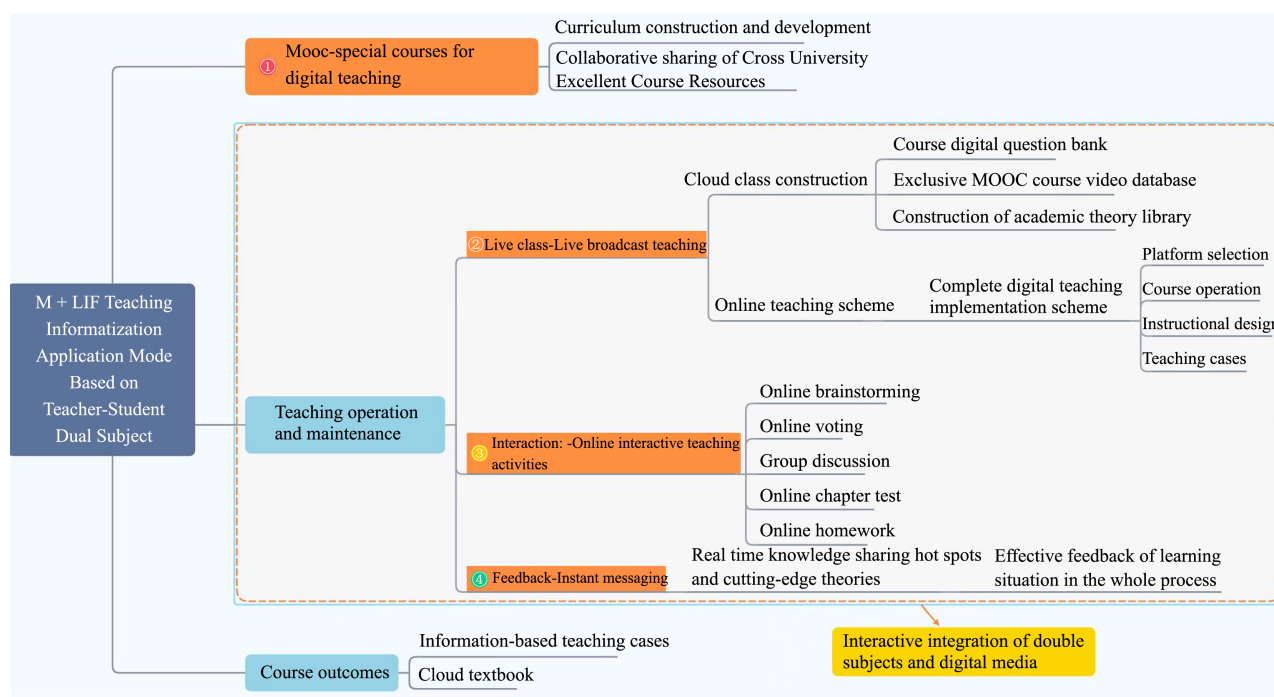 M + LIF Teaching
Informatization
Application Mode
Based on
Teacher-Student
Dual Subject
① Mooc-special courses for
digital teaching
Curriculum construction and development
Collaborative sharing of Cross University
Excellent Course Resources
Teaching operation
and maintenance
②Live class-Live broadcast teaching
Cloud class construction
Course digital question bank
Exclusive MOOC course video database
Construction of academic theory library
Online teaching scheme
Complete digital teaching
implementation scheme
Platform selection
Course operation
Instructional design
Teaching cases
③ Interaction: -Online interactive teaching
activities
Online brainstorming
Online voting
Group discussion
Online chapter test
Online homework
④ Feedback-Instant messaging
Real time knowledge sharing hot spots
and cutting-edge theories
Effective feedback of learning
situation in the whole process
Interactive integration of double
subjects and digital media
Course outcomes
Information-based teaching cases
Cloud textbook